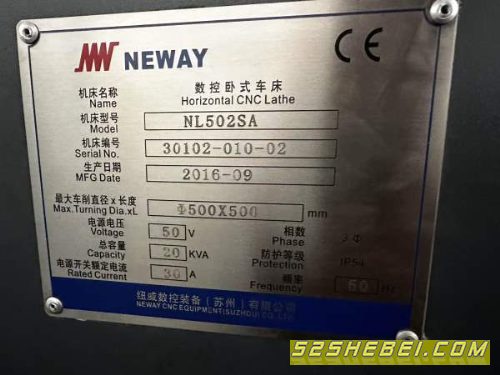 NEWAY
CE
机床名称 数控卧式车床
Name Horizontal CNC Lathe
机床型号 NL502SA
Model
机床编号 30102-010-02
Serial No.
生产日期 2016-09
MFG Date
最大车削直径x长度 Φ500X500 mm
Max.Turning Dia.xL
电源电压 50 V 相数 3 Φ
Voltage Phase
总容量 20 KVA 防护等级 IP54
Capacity Protection
电源开关额定电流 30 A 频率 Hz
Rated Current Frequency
纽威数控装备(苏州)有限公司
NEWAY CNC EQUIPMENT(SUZHOU)CO.,LTD.
52SHEBEI.COM